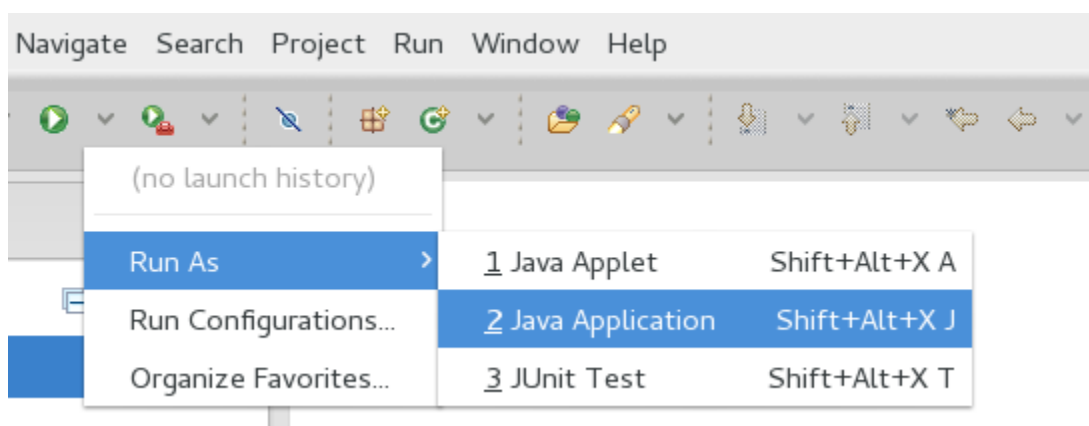 Navigate Search Project Run Window Help
(no launch history)
Run As
Run Configurations...
Organize Favorites...
1 Java Applet Shift+Alt+X A
2 Java Application Shift+Alt+X J
3 JUnit Test Shift+Alt+X T